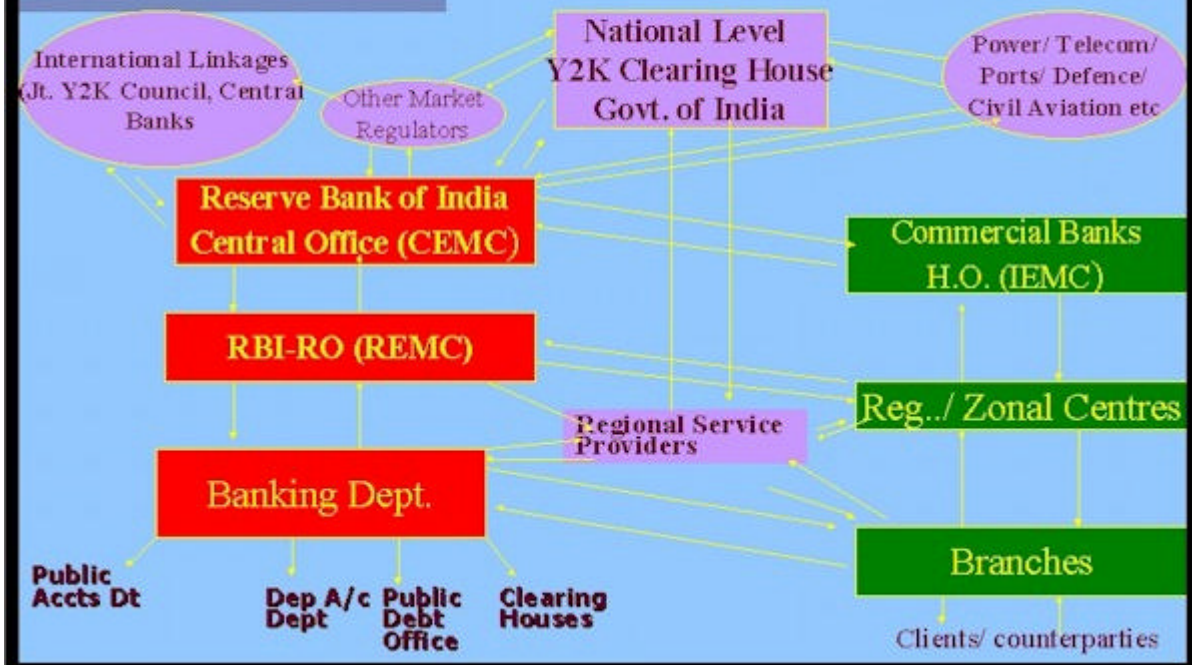 International Linkages
(Jt. Y2K Council, Central
Banks
Other Market
Regulators
National Level
Y2K Clearing House
Govt. of India
Power/ Telecom/
Ports/ Defence/
Civil Aviation etc
Reserve Bank of India
Central Office (CEMC)
Commercial Banks
H.O. (IEMC)
RBI-RO (REMC)
Reg../ Zonal Centres
Regional Service
Providers
Banking Dept.
Branches
Public
Accts Dt
Dep A/c
Dept
Public
Debt
Office
Clearing
Houses
Clients/ counterparties